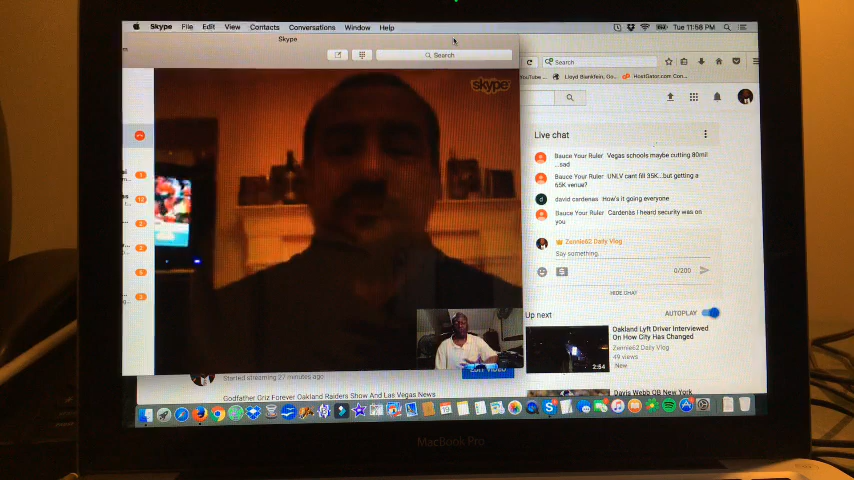 Skype File Edit View Contacts Conversations Window Help
Tue 11:58 PM
Skype
Search
skype
Search
YouTube ...
Lloyd Blankfein, Go...
HostGator.com Con...
Live chat
Bauce Your Ruler Vegas schools maybe cutting 80mil
...sad
Bauce Your Ruler UNLV cant fill 35K...but getting a
65K venue?
david cardenas How's it going everyone
Bauce Your Ruler Cardenas I heard security was on
you
Zennie62 Daily Vlog
Say something...
0/200
HIDE CHAT
Up next
AUTOPLAY
Oakland Lyft Driver Interviewed
On How City Has Changed
Zennie62 Daily Vlog
49 views
New
2:54
Started streaming 27 minutes ago
EDIT VIDEO
Godfather Griz Forever Oakland Raiders Show And Las Vegas News
Davis Webb QB New York
MacBook Pro